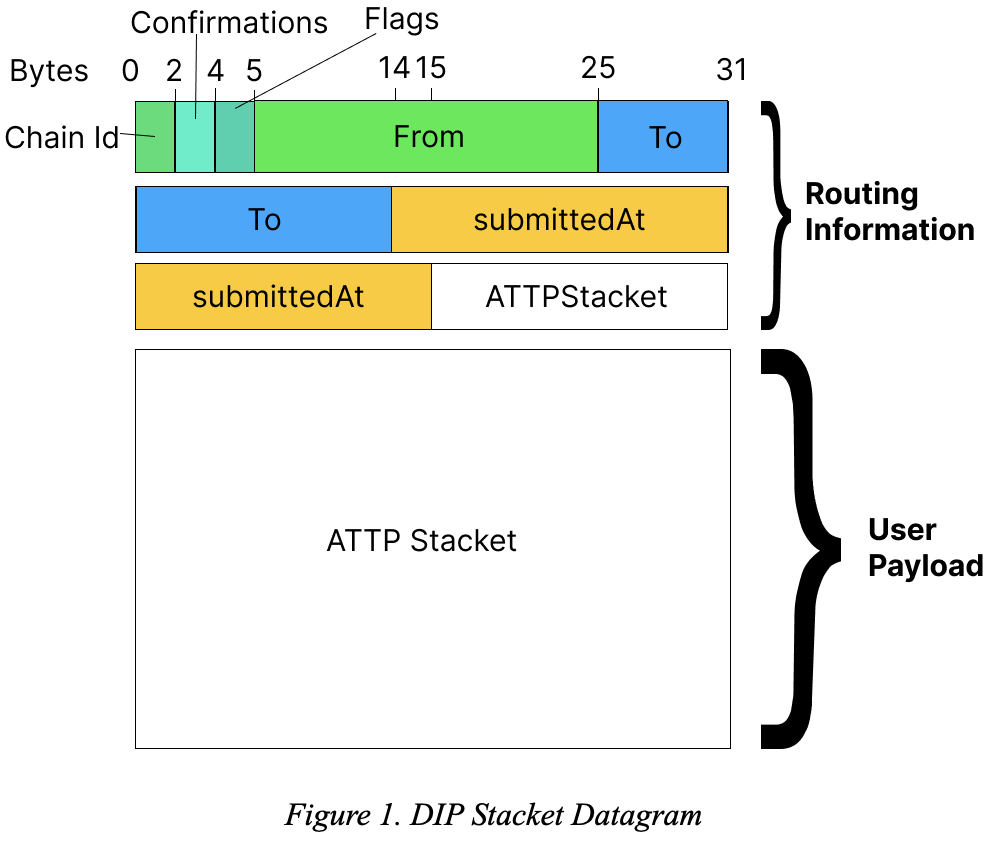 Confirmations
Flags
Bytes 0 2 4 5 14 15 25 31
Chain Id
From
To
To
submittedAt
submittedAt
ATTPStacket
Routing
Information
ATTP Stacket
User
Payload
Figure 1. DIP Stacket Datagram